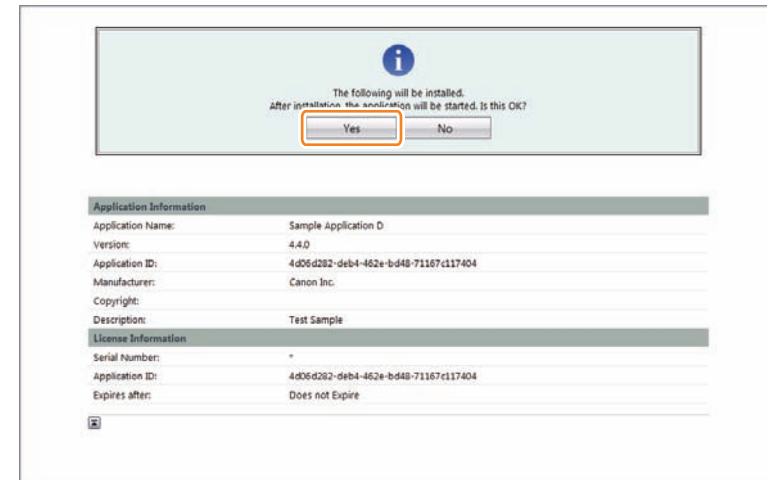 i
The following will be installed.
After installation, the application will be started. Is this OK?
Yes No
Application Information
Application Name: Sample Application D
Version: 4.4.0
Application ID: 4d06d282-deb4-462e-bd48-71167c117404
Manufacturer: Canon Inc.
Copyright:
Description: Test Sample
License Information
Serial Number: *
Application ID: 4d06d282-deb4-462e-bd48-71167c117404
Expires after: Does not Expire